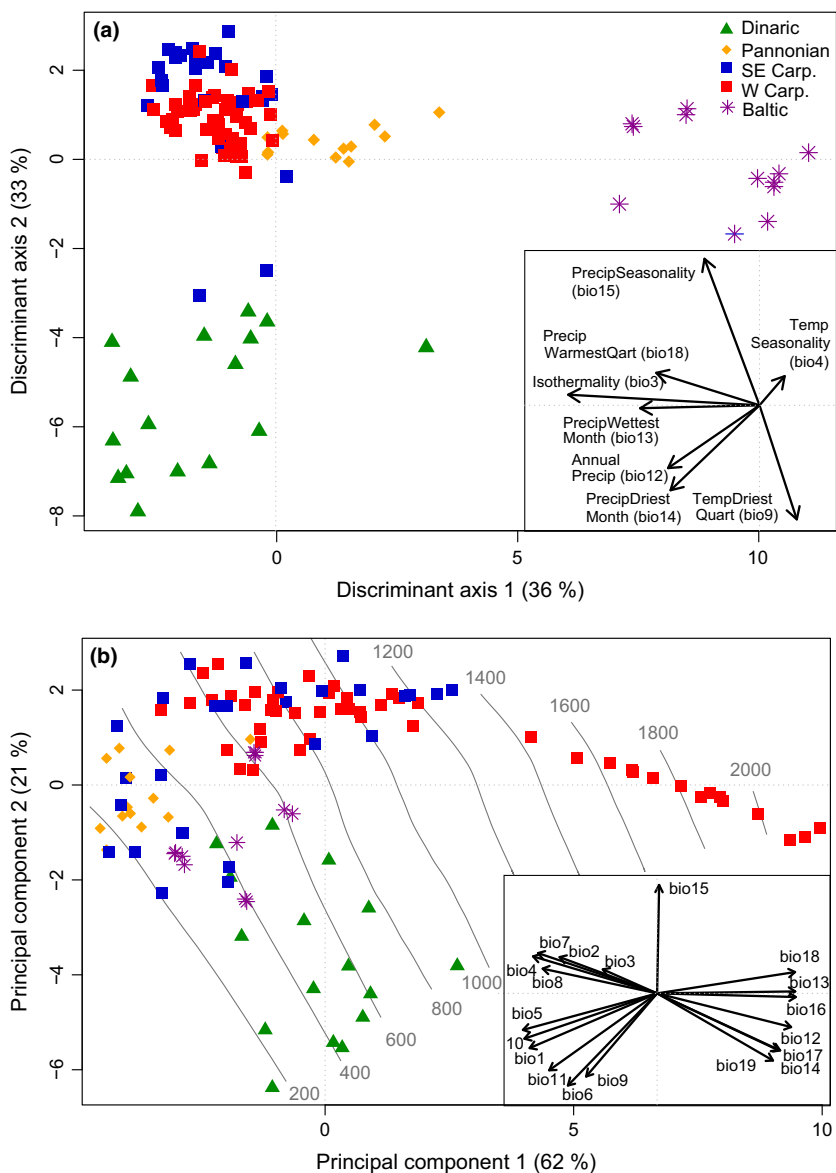 (a)
Dinaric
Pannonian
SE Carp.
W Carp.
Baltic
2
0
-2
-4
-6
-8
Discriminant axis 2 (33 %)
PrecipSeasonality
(bio15)
Temp
Seasonality
(bio4)
Precip
WarmestQart (bio18)
Isothermality (bio3)
PrecipWettest
Month (bio13)
Annual
Precip (bio12)
PrecipDriest
Month (bio14)
TempDriest
Quart (bio9)
0
5
10
Discriminant axis 1 (36 %)
(b)
2
0
-2
-4
-6
Principal component 2 (21 %)
1200
1400
1600
1800
2000
1000
800
600
400
200
bio15
bio7
bio2
bio3
bio4
bio8
bio18
bio13
bio16
bio5
10
bio1
bio12
bio17
bio14
bio19
bio11
bio9
bio6
0
5
10
Principal component 1 (62 %)